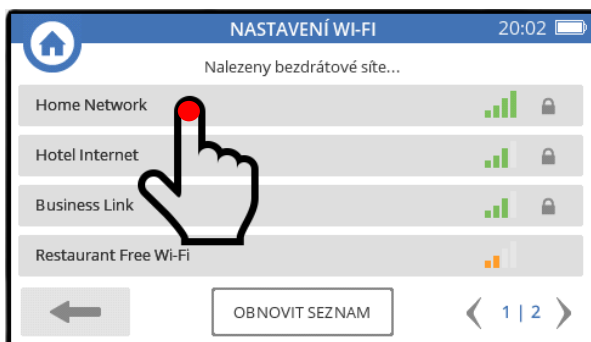 NASTAVENÍ WI-FI 20:02
Nalezeny bezdrátové síte...
Home Network
Hotel Internet
Business Link
Restaurant Free Wi-Fi
OBNOVIT SEZNAM 1 | 2